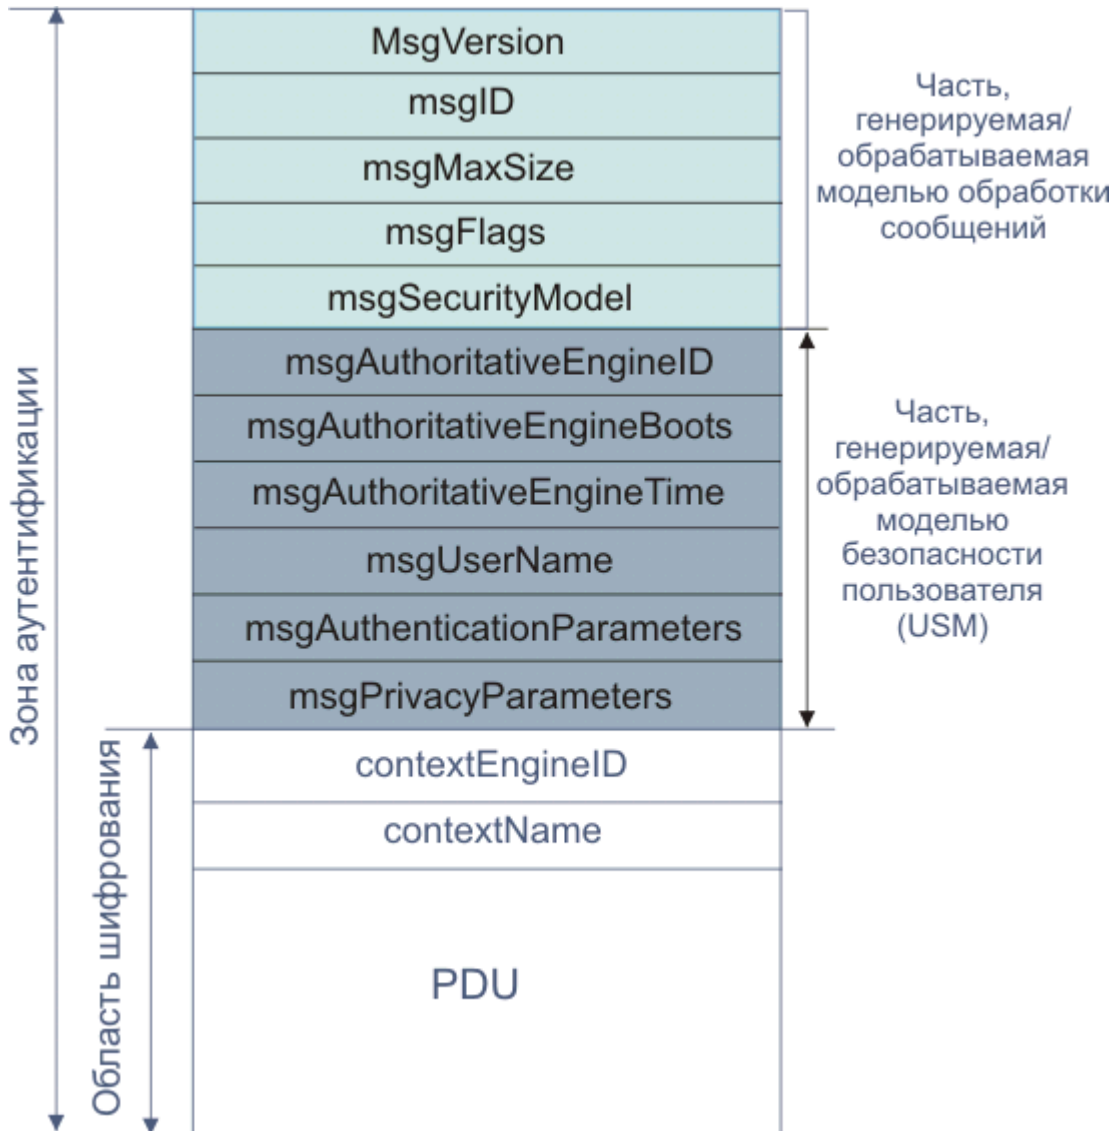 MsgVersion
msgID
msgMaxSize
msgFlags
msgSecurityModel
msgAuthoritativeEngineID
msgAuthoritativeEngineBoots
msgAuthoritativeEngineTime
msgUserName
msgAuthenticationParameters
msgPrivacyParameters
contextEngineID
contextName
PDU
Часть,
генерируемая/
обрабатываемая
моделью обработки
сообщений
Часть,
генерируемая/
обрабатываемая
моделью
безопасности
пользователя
(USM)
Зона аутентификации
Область шифрования